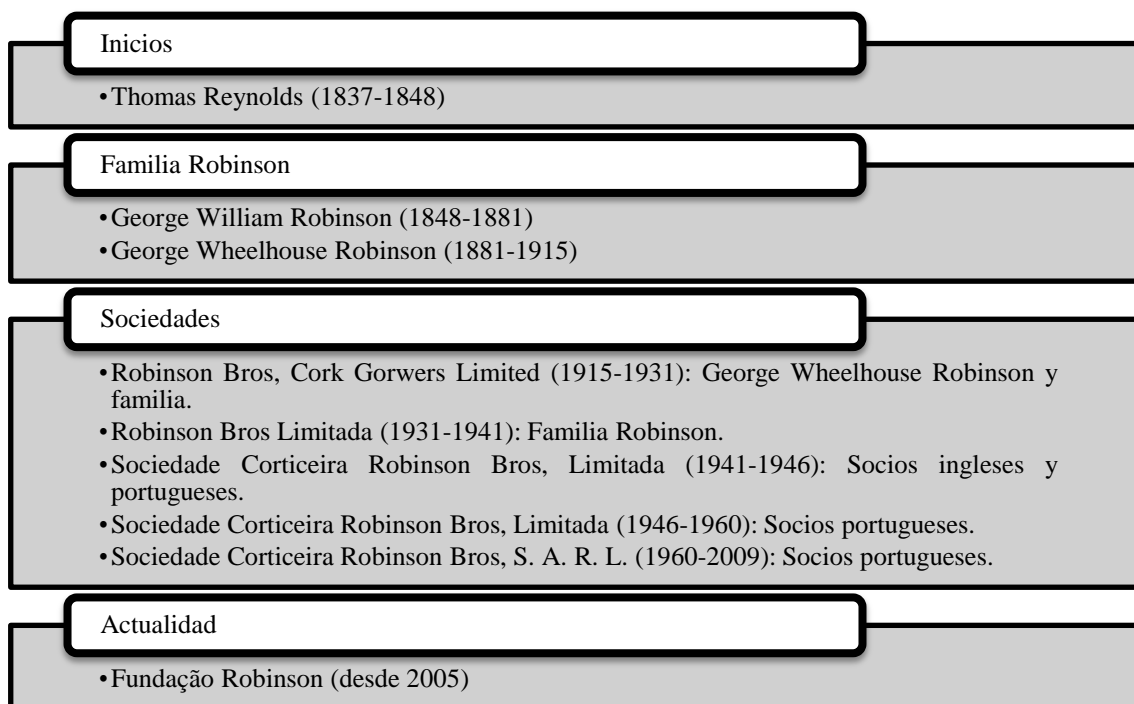 Inicios
•Thomas Reynolds (1837-1848)
Familia Robinson
•George William Robinson (1848-1881)
•George Wheelhouse Robinson (1881-1915)
Sociedades
•Robinson Bros, Cork Gorwers Limited (1915-1931): George Wheelhouse Robinson y
familia.
•Robinson Bros Limitada (1931-1941): Familia Robinson.
•Sociedade Corticeira Robinson Bros, Limitada (1941-1946): Socios ingleses y
portugueses.
•Sociedade Corticeira Robinson Bros, Limitada (1946-1960): Socios portugueses.
•Sociedade Corticeira Robinson Bros, S. A. R. L. (1960-2009): Socios portugueses.
Actualidad
•Fundação Robinson (desde 2005)